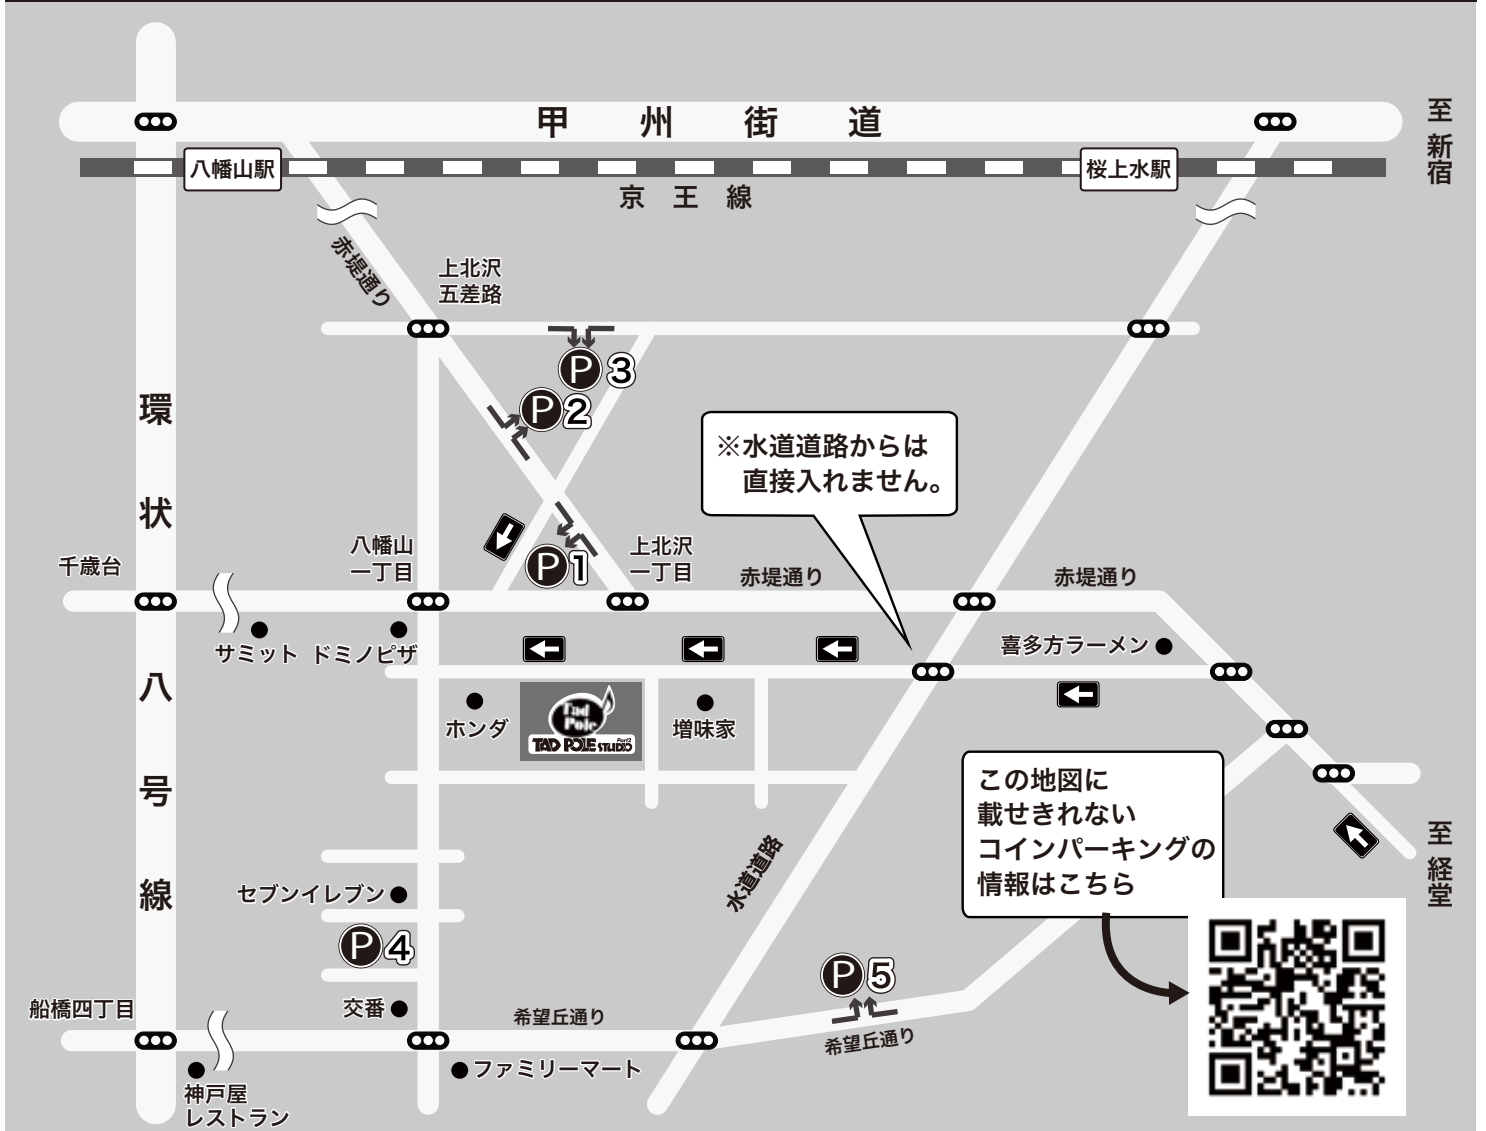 甲州街道
至 新宿
八幡山駅
桜上水駅
京王線
赤堤通り
上北沢
五差路
P 3
P 2
環状八号線
※水道道路からは
直接入れません。
八幡山
一丁目
P 1
上北沢
一丁目
千歳台
赤堤通り
赤堤通り
サミット
ドミノピザ
喜多方ラーメン
ホンダ
Tad
Pole
TAD POLE STUDIO
Part2
増味家
この地図に
載せきれない
コインパーキングの
情報はこちら
至 経堂
水道道路
セブンイレブン
P 4
P 5
船橋四丁目
交番
希望丘通り
希望丘通り
ファミリーマート
神戸屋
レストラン